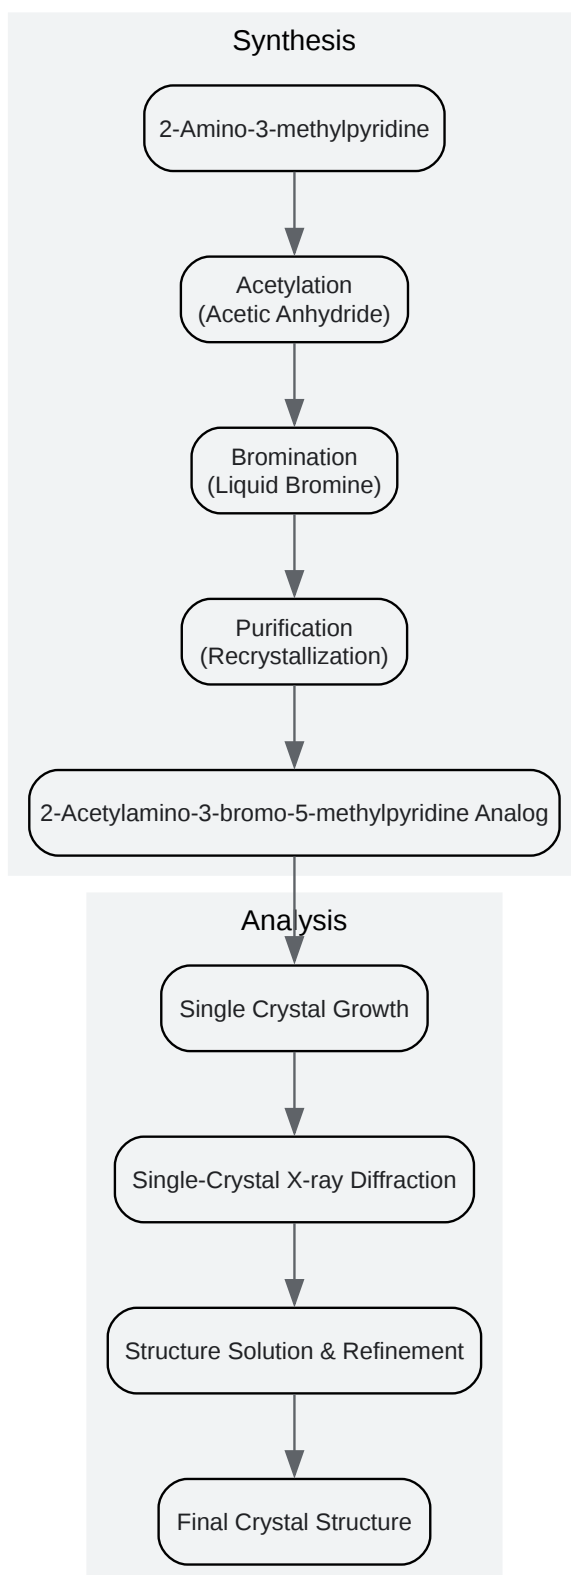 Synthesis
2-Amino-3-methylpyridine
Acetylation
(Acetic Anhydride)
Bromination
(Liquid Bromine)
Purification
(Recrystallization)
2-Acetylamino-3-bromo-5-methylpyridine Analog
Analysis
Single Crystal Growth
Single-Crystal X-ray Diffraction
Structure Solution & Refinement
Final Crystal Structure